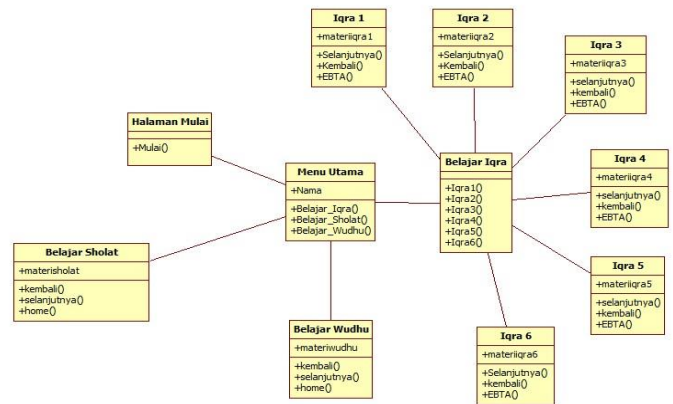 Iqra 1
+materiiqra1
+Selanjutnya()
+Kembali()
+EBTA()
Iqra 2
+materiiqra2
+Selanjutnya()
+Kembali()
+EBTA()
Iqra 3
+materiiqra3
+selanjutnya()
+kembali()
+EBTA()
Halaman Mulai
+Mulai()
Menu Utama
+Nama
+Belajar_Iqra()
+Belajar_Sholat()
+Belajar_Wudhu()
Belajar Iqra
+Iqra1()
+Iqra2()
+Iqra3()
+Iqra4()
+Iqra5()
+Iqra6()
Iqra 4
+materiiqra4
+selanjutnya()
+kembali()
+EBTA()
Belajar Sholat
+materisholat
+kembali()
+selanjutnya()
+home()
Iqra 5
+materiiqra5
+selanjutnya()
+kembali()
+EBTA()
Belajar Wudhu
+materiwudhu
+kembali()
+selanjutnya()
+home()
Iqra 6
+materiiqra6
+Selanjutnya()
+kembali()
+EBTA()